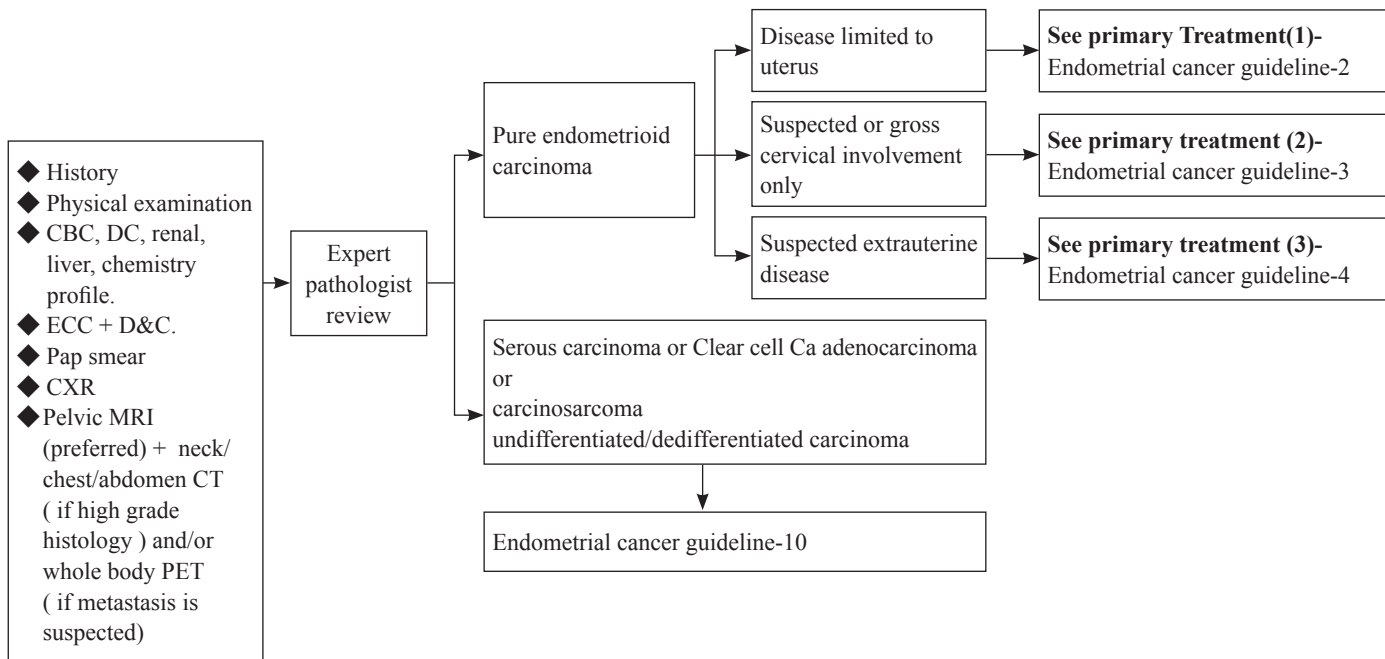 ◆ History
◆ Physical examination
◆ CBC, DC, renal,
liver, chemistry
profile.
◆ ECC + D&C.
◆ Pap smear
◆ CXR
◆ Pelvic MRI
(preferred) + neck/
chest/abdomen CT
( if high grade
histology ) and/or
whole body PET
( if metastasis is
suspected)
Expert
pathologist
review
Pure endometrioid
carcinoma
Disease limited to
uterus
See primary Treatment(1)-
Endometrial cancer guideline-2
Suspected or gross
cervical involvement
only
See primary treatment (2)-
Endometrial cancer guideline-3
Suspected extrauterine
disease
See primary treatment (3)-
Endometrial cancer guideline-4
Serous carcinoma or Clear cell Ca adenocarcinoma
or
carcinosarcoma
undifferentiated/dedifferentiated carcinoma
Endometrial cancer guideline-10